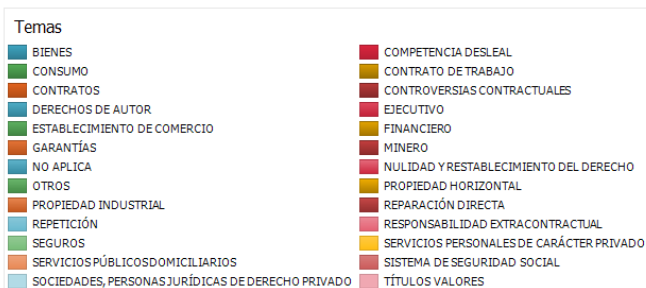 Temas
BIENES
CONSUMO
CONTRATOS
DERECHOS DE AUTOR
ESTABLECIMIENTO DE COMERCIO
GARANTÍAS
NO APLICA
OTROS
PROPIEDAD INDUSTRIAL
REPETICIÓN
SEGUROS
SERVICIOS PÚBLICOS DOMICILIARIOS
SOCIEDADES, PERSONAS JURÍDICAS DE DERECHO PRIVADO
COMPETENCIA DESLEAL
CONTRATO DE TRABAJO
CONTROVERSIAS CONTRACTUALES
EJECUTIVO
FINANCIERO
MINERO
NULIDAD Y RESTABLECIMIENTO DEL DERECHO
PROPIEDAD HORIZONTAL
REPARACIÓN DIRECTA
RESPONSABILIDAD EXTRACONTRACTUAL
SERVICIOS PERSONALES DE CARÁCTER PRIVADO
SISTEMA DE SEGURIDAD SOCIAL
TÍTULOS VALORES